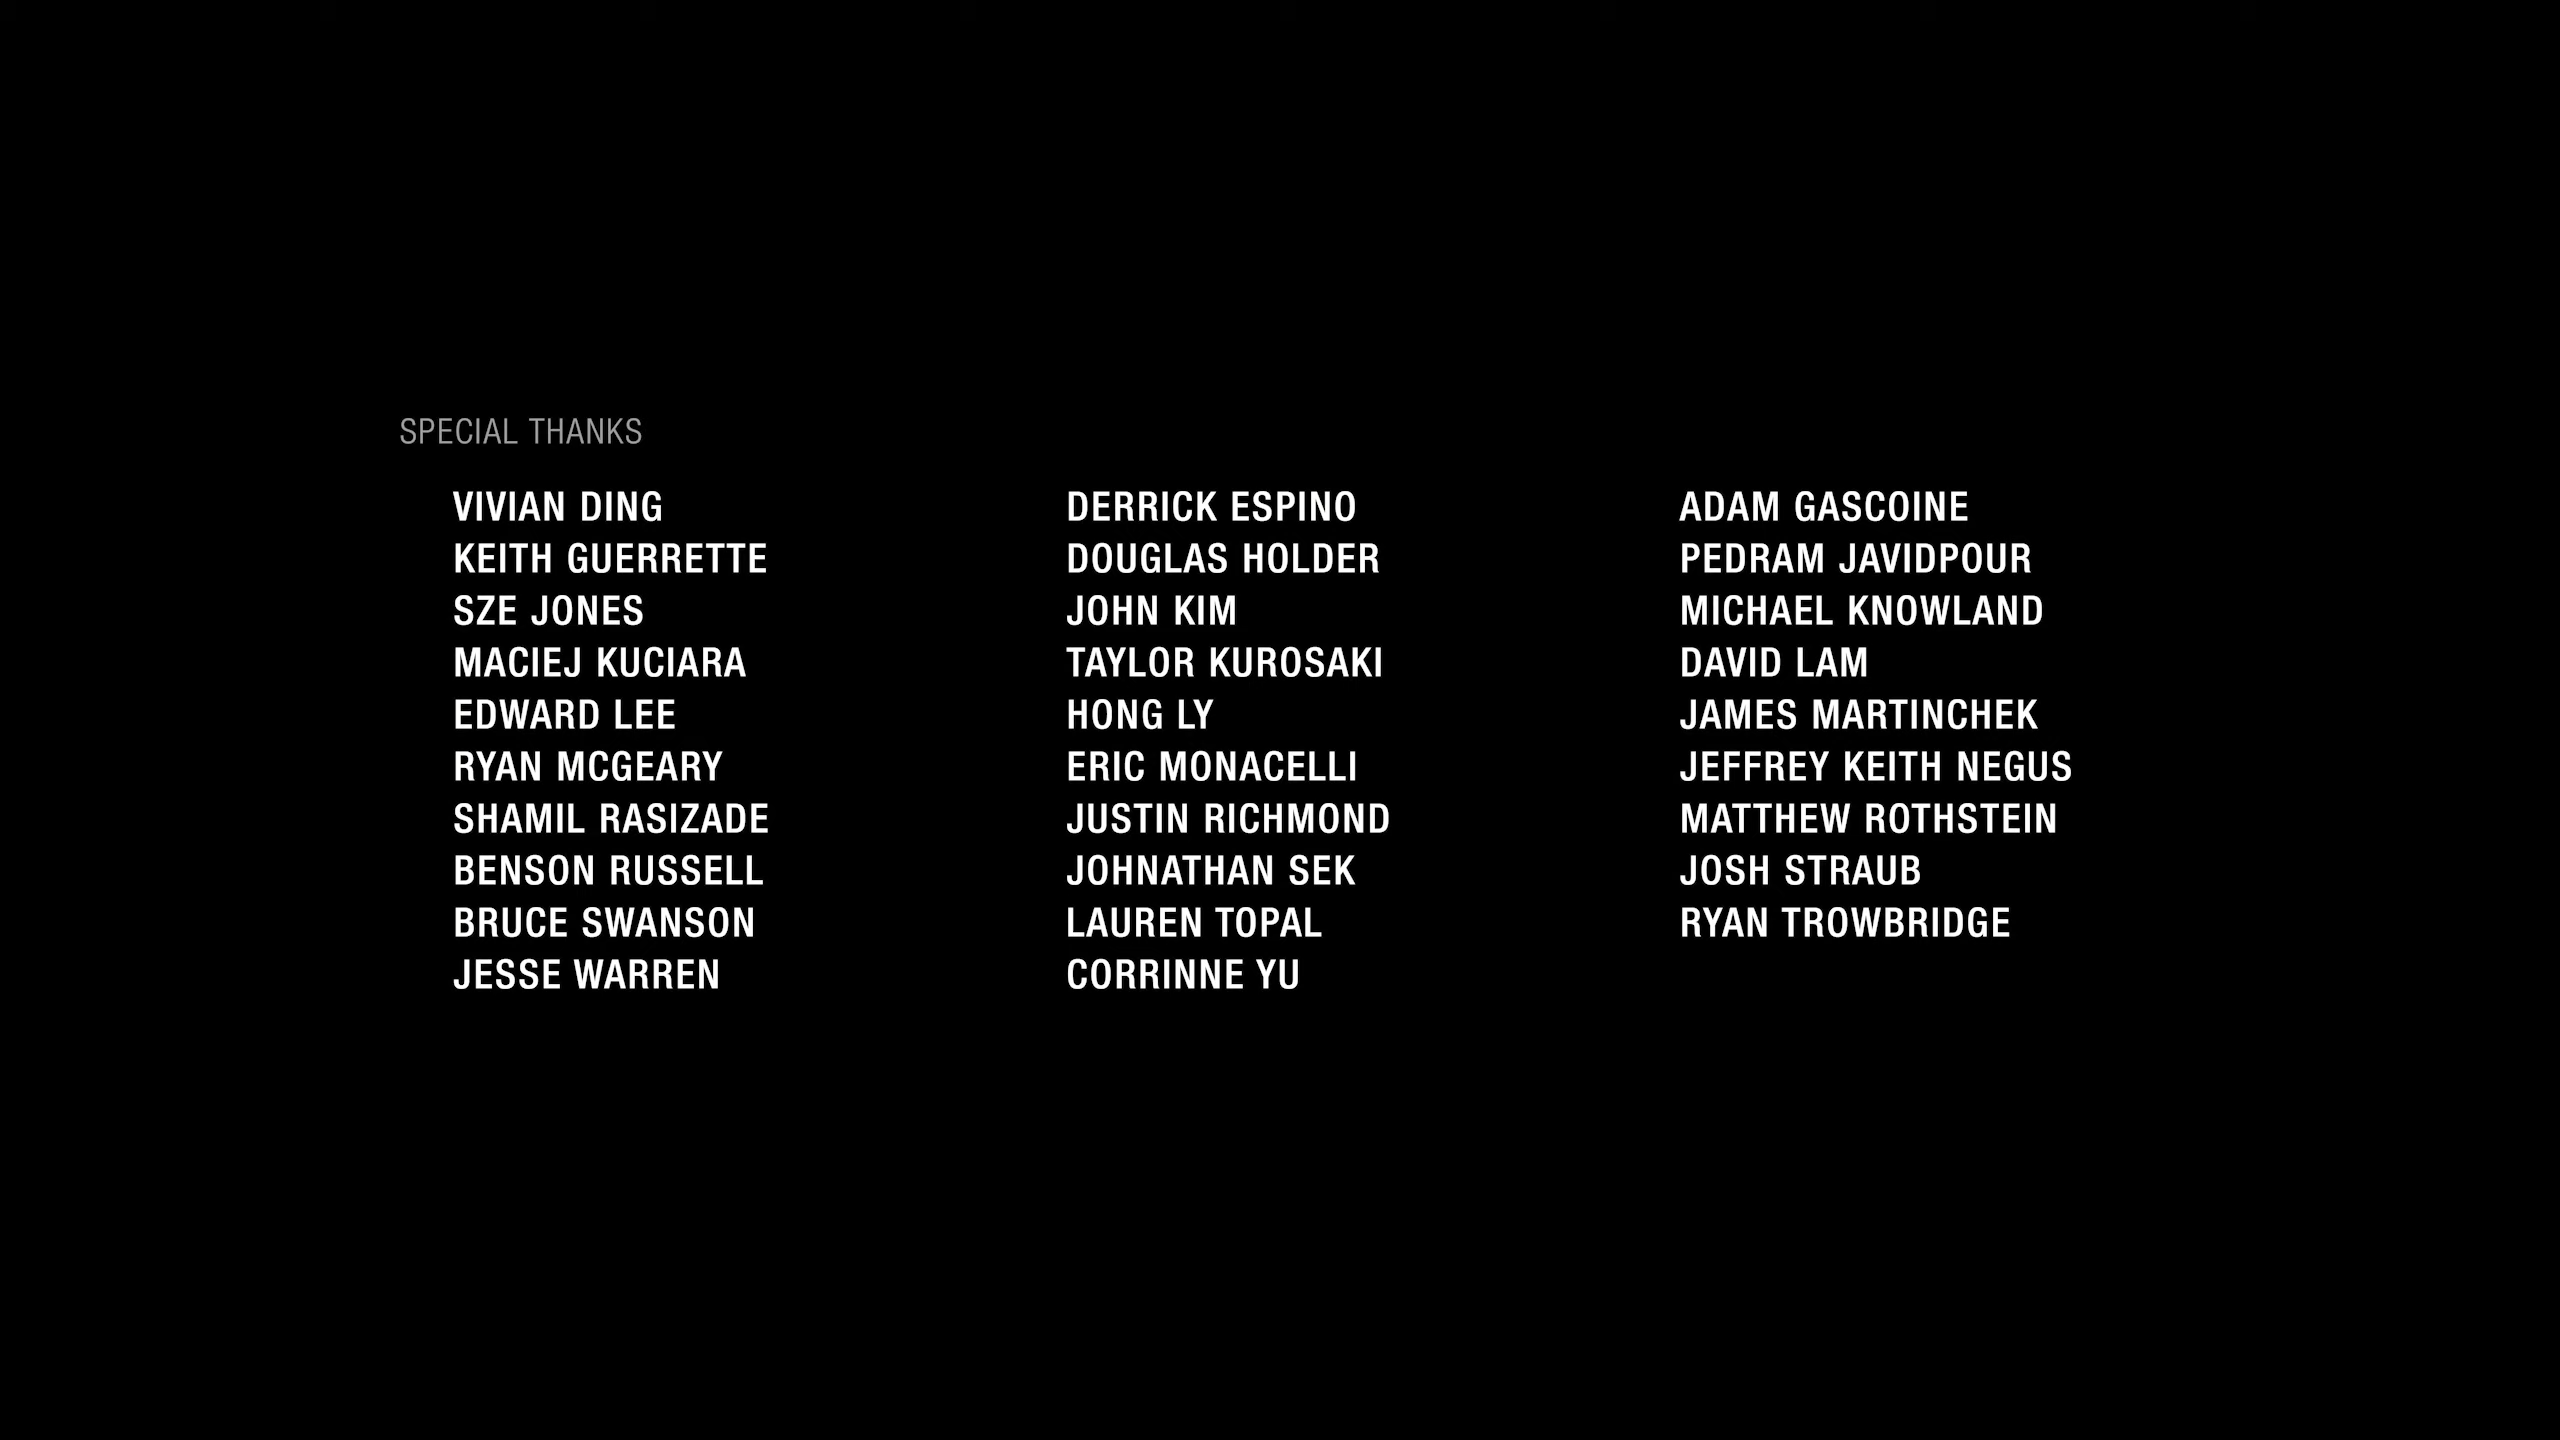 SPECIAL THANKS
VIVIAN DING
KEITH GUERRETTE
SZE JONES
MACIEJ KUCIARA
EDWARD LEE
RYAN MCGEARY
SHAMIL RASIZADE
BENSON RUSSELL
BRUCE SWANSON
JESSE WARREN
DERRICK ESPINO
DOUGLAS HOLDER
JOHN KIM
TAYLOR KUROSAKI
HONG LY
ERIC MONACELLI
JUSTIN RICHMOND
JOHNATHAN SEK
LAUREN TOPAL
CORRINNE YU
ADAM GASCOINE
PEDRAM JAVIDPOUR
MICHAEL KNOWLAND
DAVID LAM
JAMES MARTINCHEK
JEFFREY KEITH NEGUS
MATTHEW ROTHSTEIN
JOSH STRAUB
RYAN TROWBRIDGE